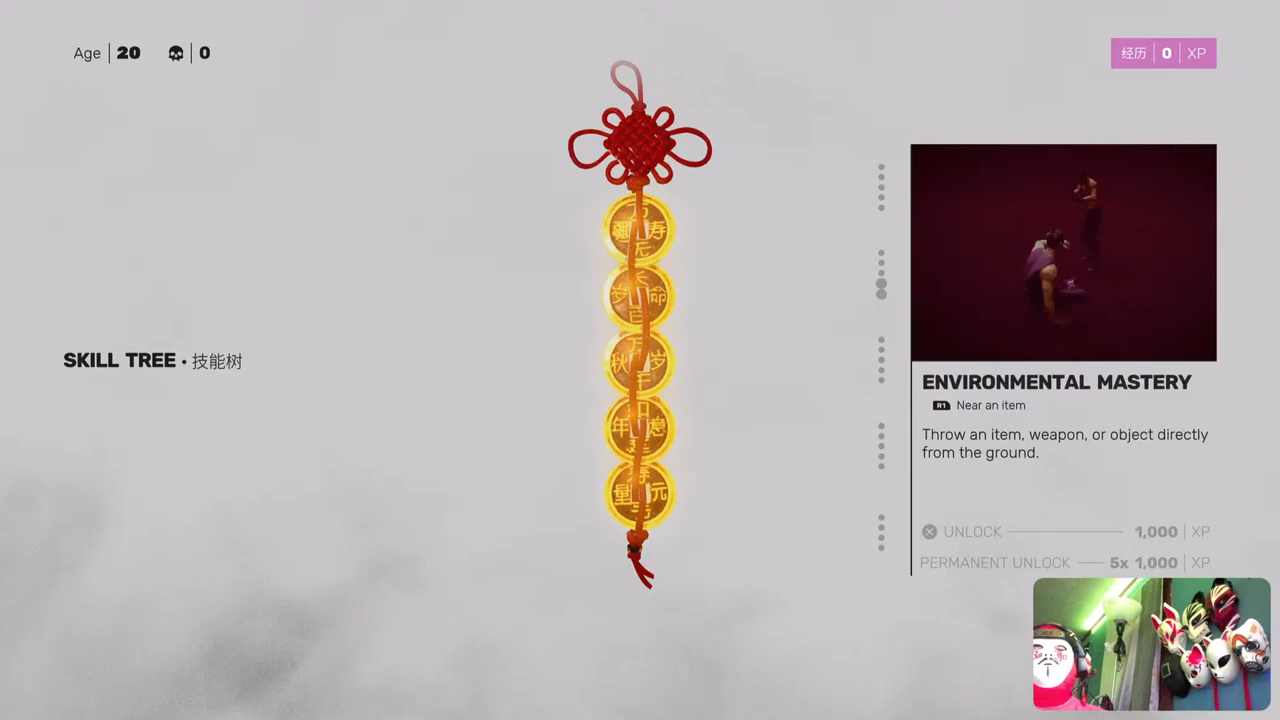 Age 20 0
经历 0 XP
SKILL TREE • 技能树
ENVIRONMENTAL MASTERY
R1 Near an item
Throw an item, weapon, or object directly
from the ground.
UNLOCK 1,000 XP
PERMANENT UNLOCK 5x 1,000 XP